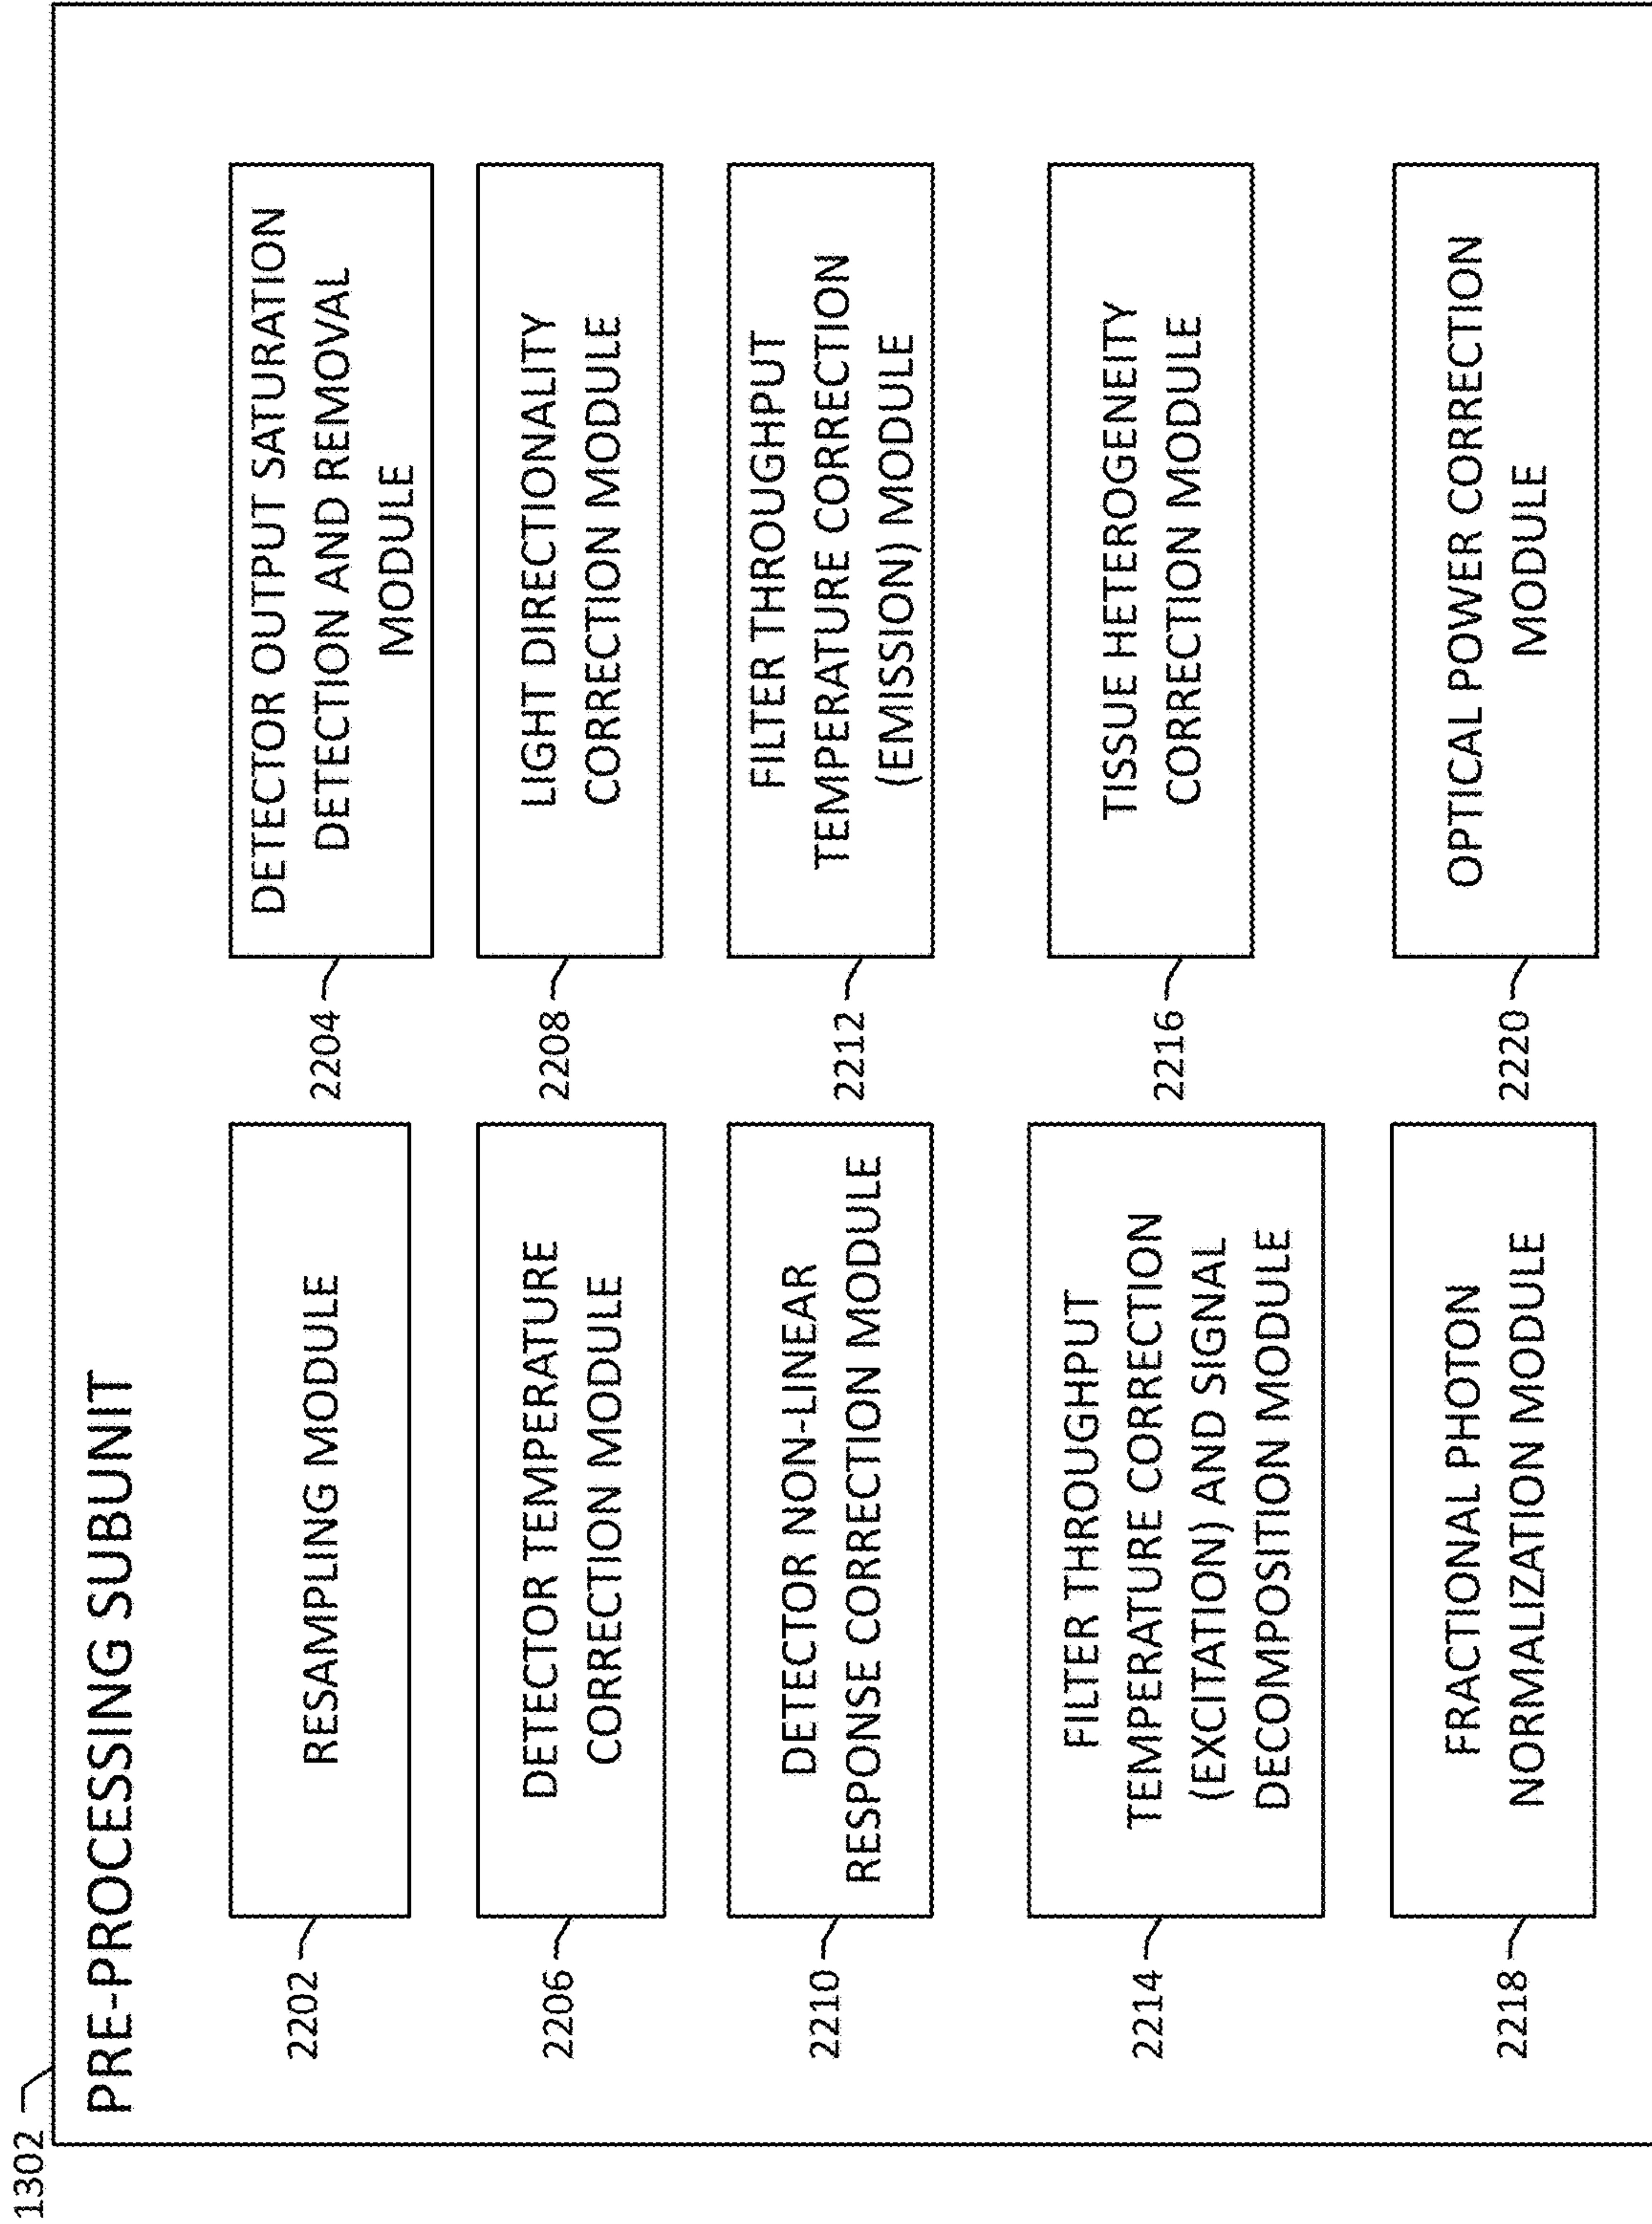 1302
PRE-PROCESSING SUBUNIT
2202
RESAMPLING MODULE
2204
DETECTOR OUTPUT SATURATION
DETECTION AND REMOVAL
MODULE
2206
DETECTOR TEMPERATURE
CORRECTION MODULE
2208
LIGHT DIRECTIONALITY
CORRECTION MODULE
2210
DETECTOR NON-LINEAR
RESPONSE CORRECTION MODULE
2212
FILTER THROUGHPUT
TEMPERATURE CORRECTION
(EMISSION) MODULE
2214
FILTER THROUGHPUT
TEMPERATURE CORRECTION
(EXCITATION) AND SIGNAL
DECOMPOSITION MODULE
2216
TISSUE HETEROGENEITY
CORRECTION MODULE
2218
FRACTIONAL PHOTON
NORMALIZATION MODULE
2220
OPTICAL POWER CORRECTION
MODULE